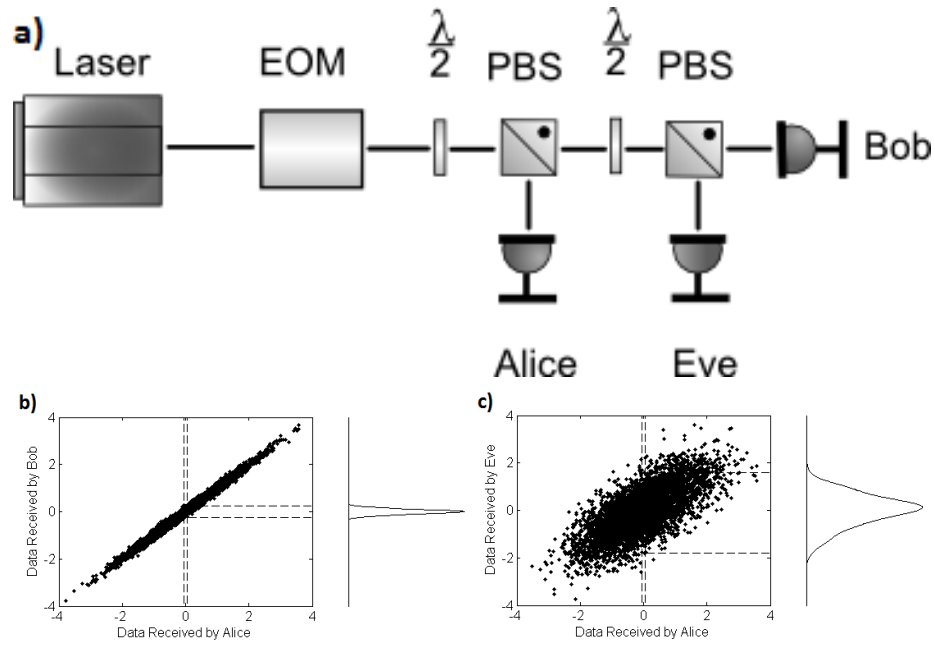 a)
Laser
EOM
λ/2
PBS
λ/2
PBS
Bob
Alice
Eve
b)
Data Received by Bob
4
2
0
-2
-4
-4 -2 0 2 4
Data Received by Alice
c)
Data Received by Eve
4
2
0
-2
-4
-4 -2 0 2 4
Data Received by Alice